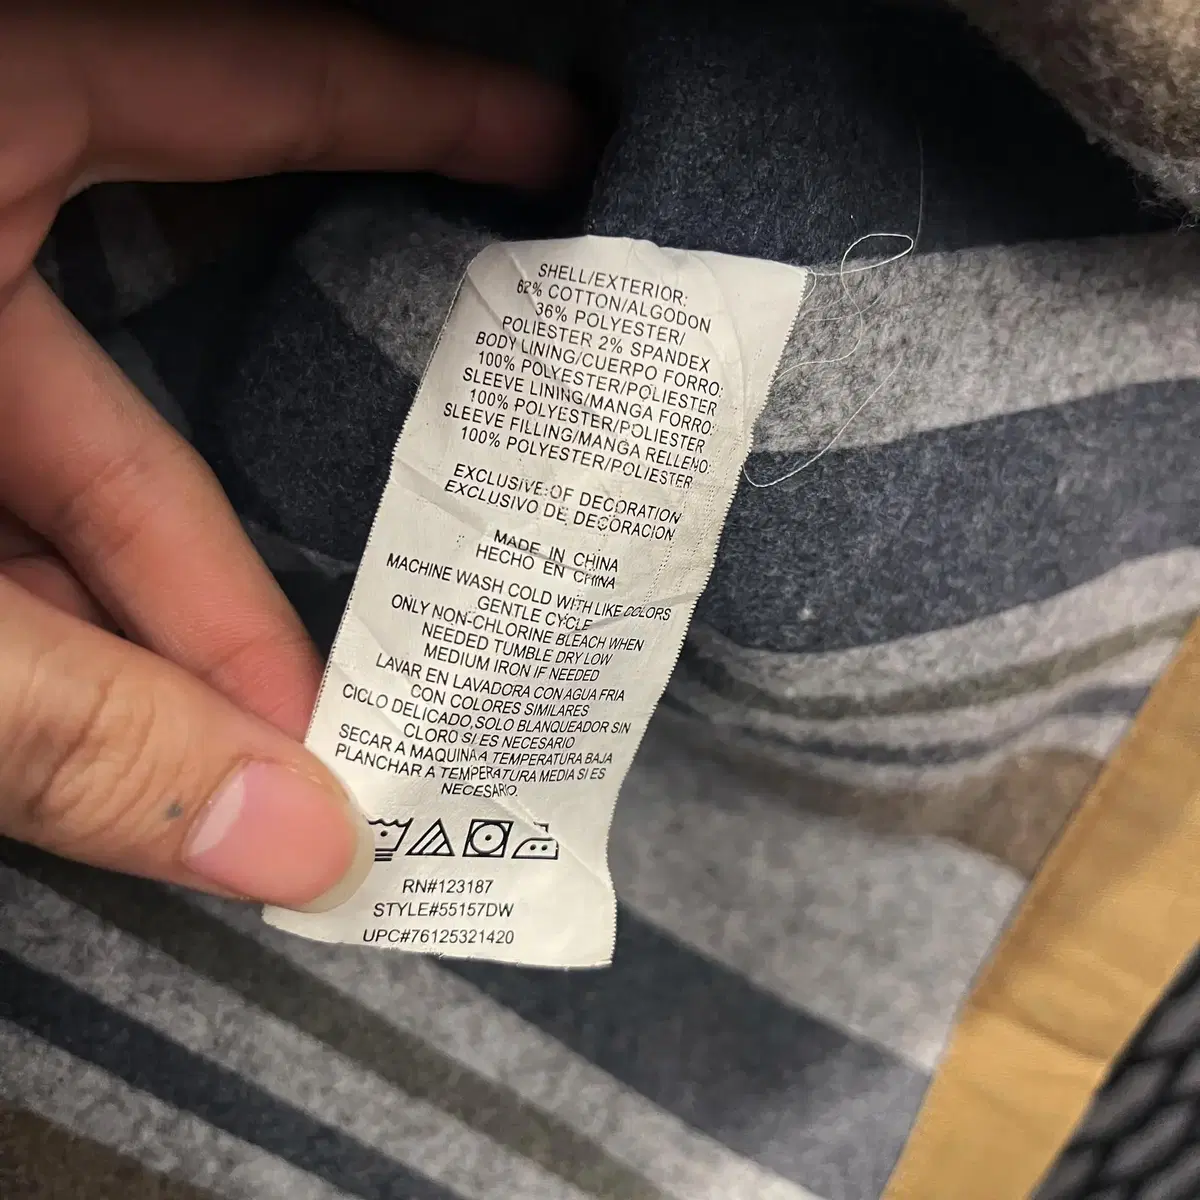 SHELL/EXTERIOR:
62% COTTON/ALGODON
36% POLYESTER/
POLIESTER 2% SPANDEX
BODY LINING/CUERPO FORRO:
100% POLYESTER/POLIESTER
SLEEVE LINING/MANGA FORRO:
100% POLYESTER/POLIESTER
SLEEVE FILLING/MANGA RELLENO:
100% POLYESTER/POLIESTER
EXCLUSIVE OF DECORATION
EXCLUSIVO DE DECORACION
MADE IN CHINA
HECHO EN CHINA
MACHINE WASH COLD WITH LIKE COLORS
GENTLE CYCLE
ONLY NON-CHLORINE BLEACH WHEN
NEEDED TUMBLE DRY LOW
MEDIUM IRON IF NEEDED
LAVAR EN LAVADORA CON AGUA FRIA
CON COLORES SIMILARES
CICLO DELICADO,SOLO BLANQUEADOR SIN
CLORO SI ES NECESARIO
SECAR A MAQUINA A TEMPERATURA BAJA
PLANCHAR A TEMPERATURA MEDIA SI ES
NECESARIO.
RN#123187
STYLE#55157DW
UPC#76125321420